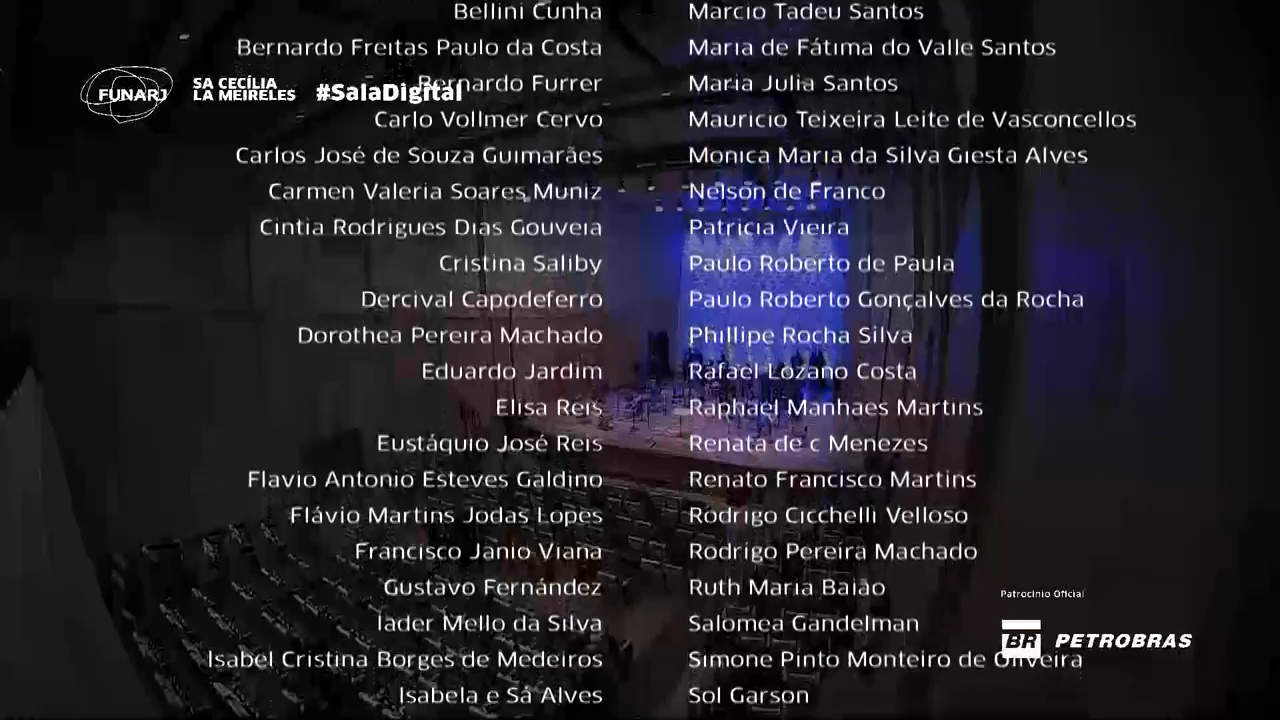 Bellini Cunha
Bernardo Freitas Paulo da Costa
Bernardo Furrer
Carlo Vollmer Cervo
Carlos José de Souza Guimarães
Carmen Valeria Soares Muniz
Cintia Rodrigues Dias Gouveia
Cristina Saliby
Dercival Capodeferro
Dorothea Pereira Machado
Eduardo Jardim
Elisa Reis
Eustáquio José Reis
Flavio Antonio Esteves Galdino
Flávio Martins Jodas Lopes
Francisco Janio Viana
Gustavo Fernández
Iader Mello da Silva
Isabel Cristina Borges de Medeiros
Isabela e Sá Alves
Marcio Tadeu Santos
Maria de Fátima do Valle Santos
Maria Julia Santos
Mauricio Teixeira Leite de Vasconcellos
Monica Maria da Silva Giesta Alves
Nelson de Franco
Patricia Vieira
Paulo Roberto de Paula
Paulo Roberto Gonçalves da Rocha
Phillipe Rocha Silva
Rafael Lozano Costa
Raphael Manhaes Martins
Renata de c Menezes
Renato Francisco Martins
Rodrigo Cicchelli Velloso
Rodrigo Pereira Machado
Ruth Maria Baião
Salomea Gandelman
Simone Pinto Monteiro de Oliveira
Sol Garson
FUNARJ
SA CECÍLIA
LA MEIRELES
#SalaDigital
Patrocínio Oficial
BR PETROBRAS